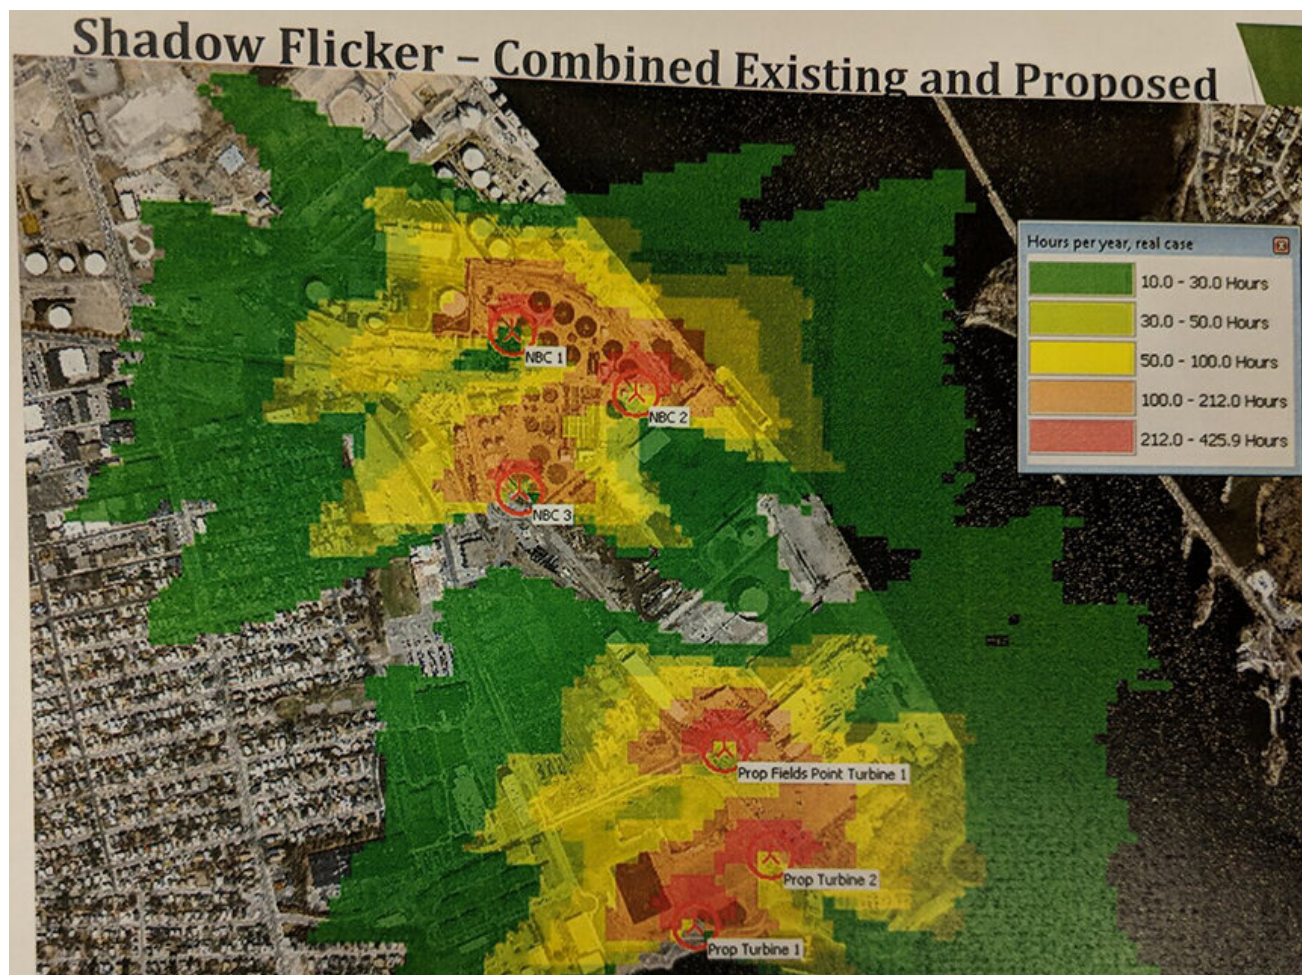 Shadow Flicker – Combined Existing and Proposed
Hours per year, real case
10.0 - 30.0 Hours
30.0 - 50.0 Hours
50.0 - 100.0 Hours
100.0 - 212.0 Hours
212.0 - 425.9 Hours
NBC 1
NBC 2
NBC 3
Prop Fields Point Turbine 1
Prop Turbine 2
Prop Turbine 1